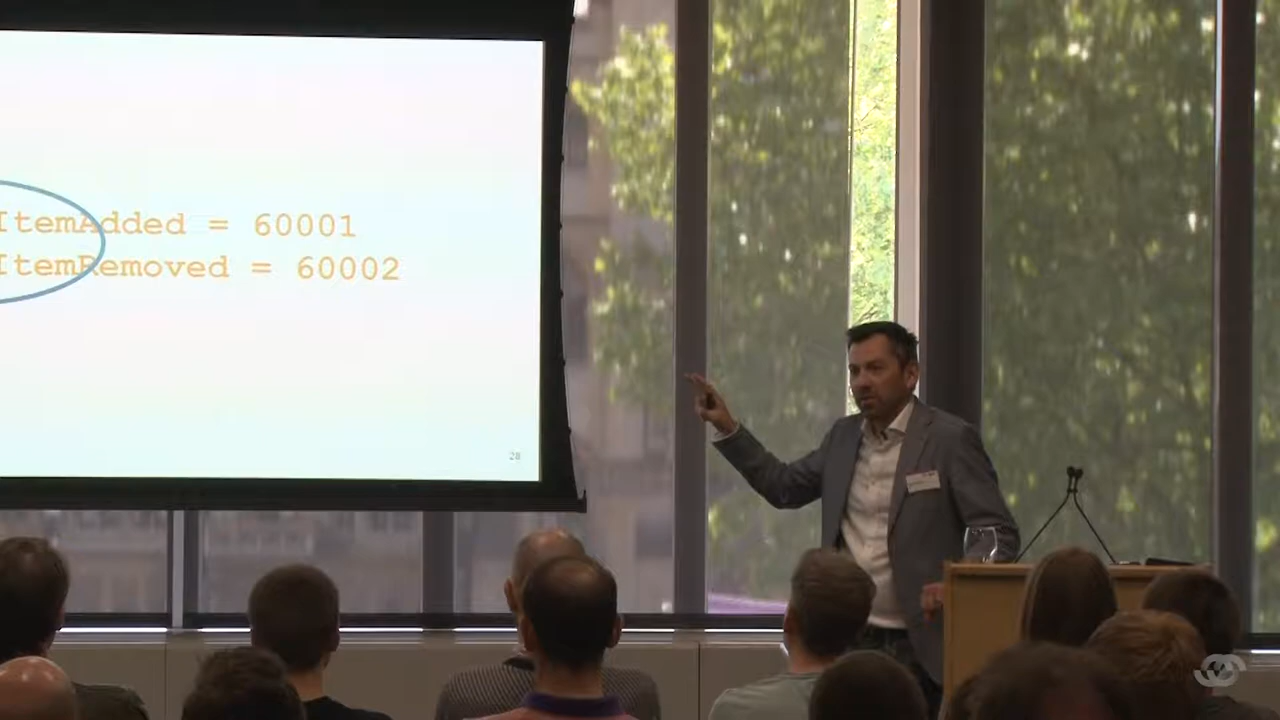 ItemAdded = 60001
ItemRemoved = 60002
28